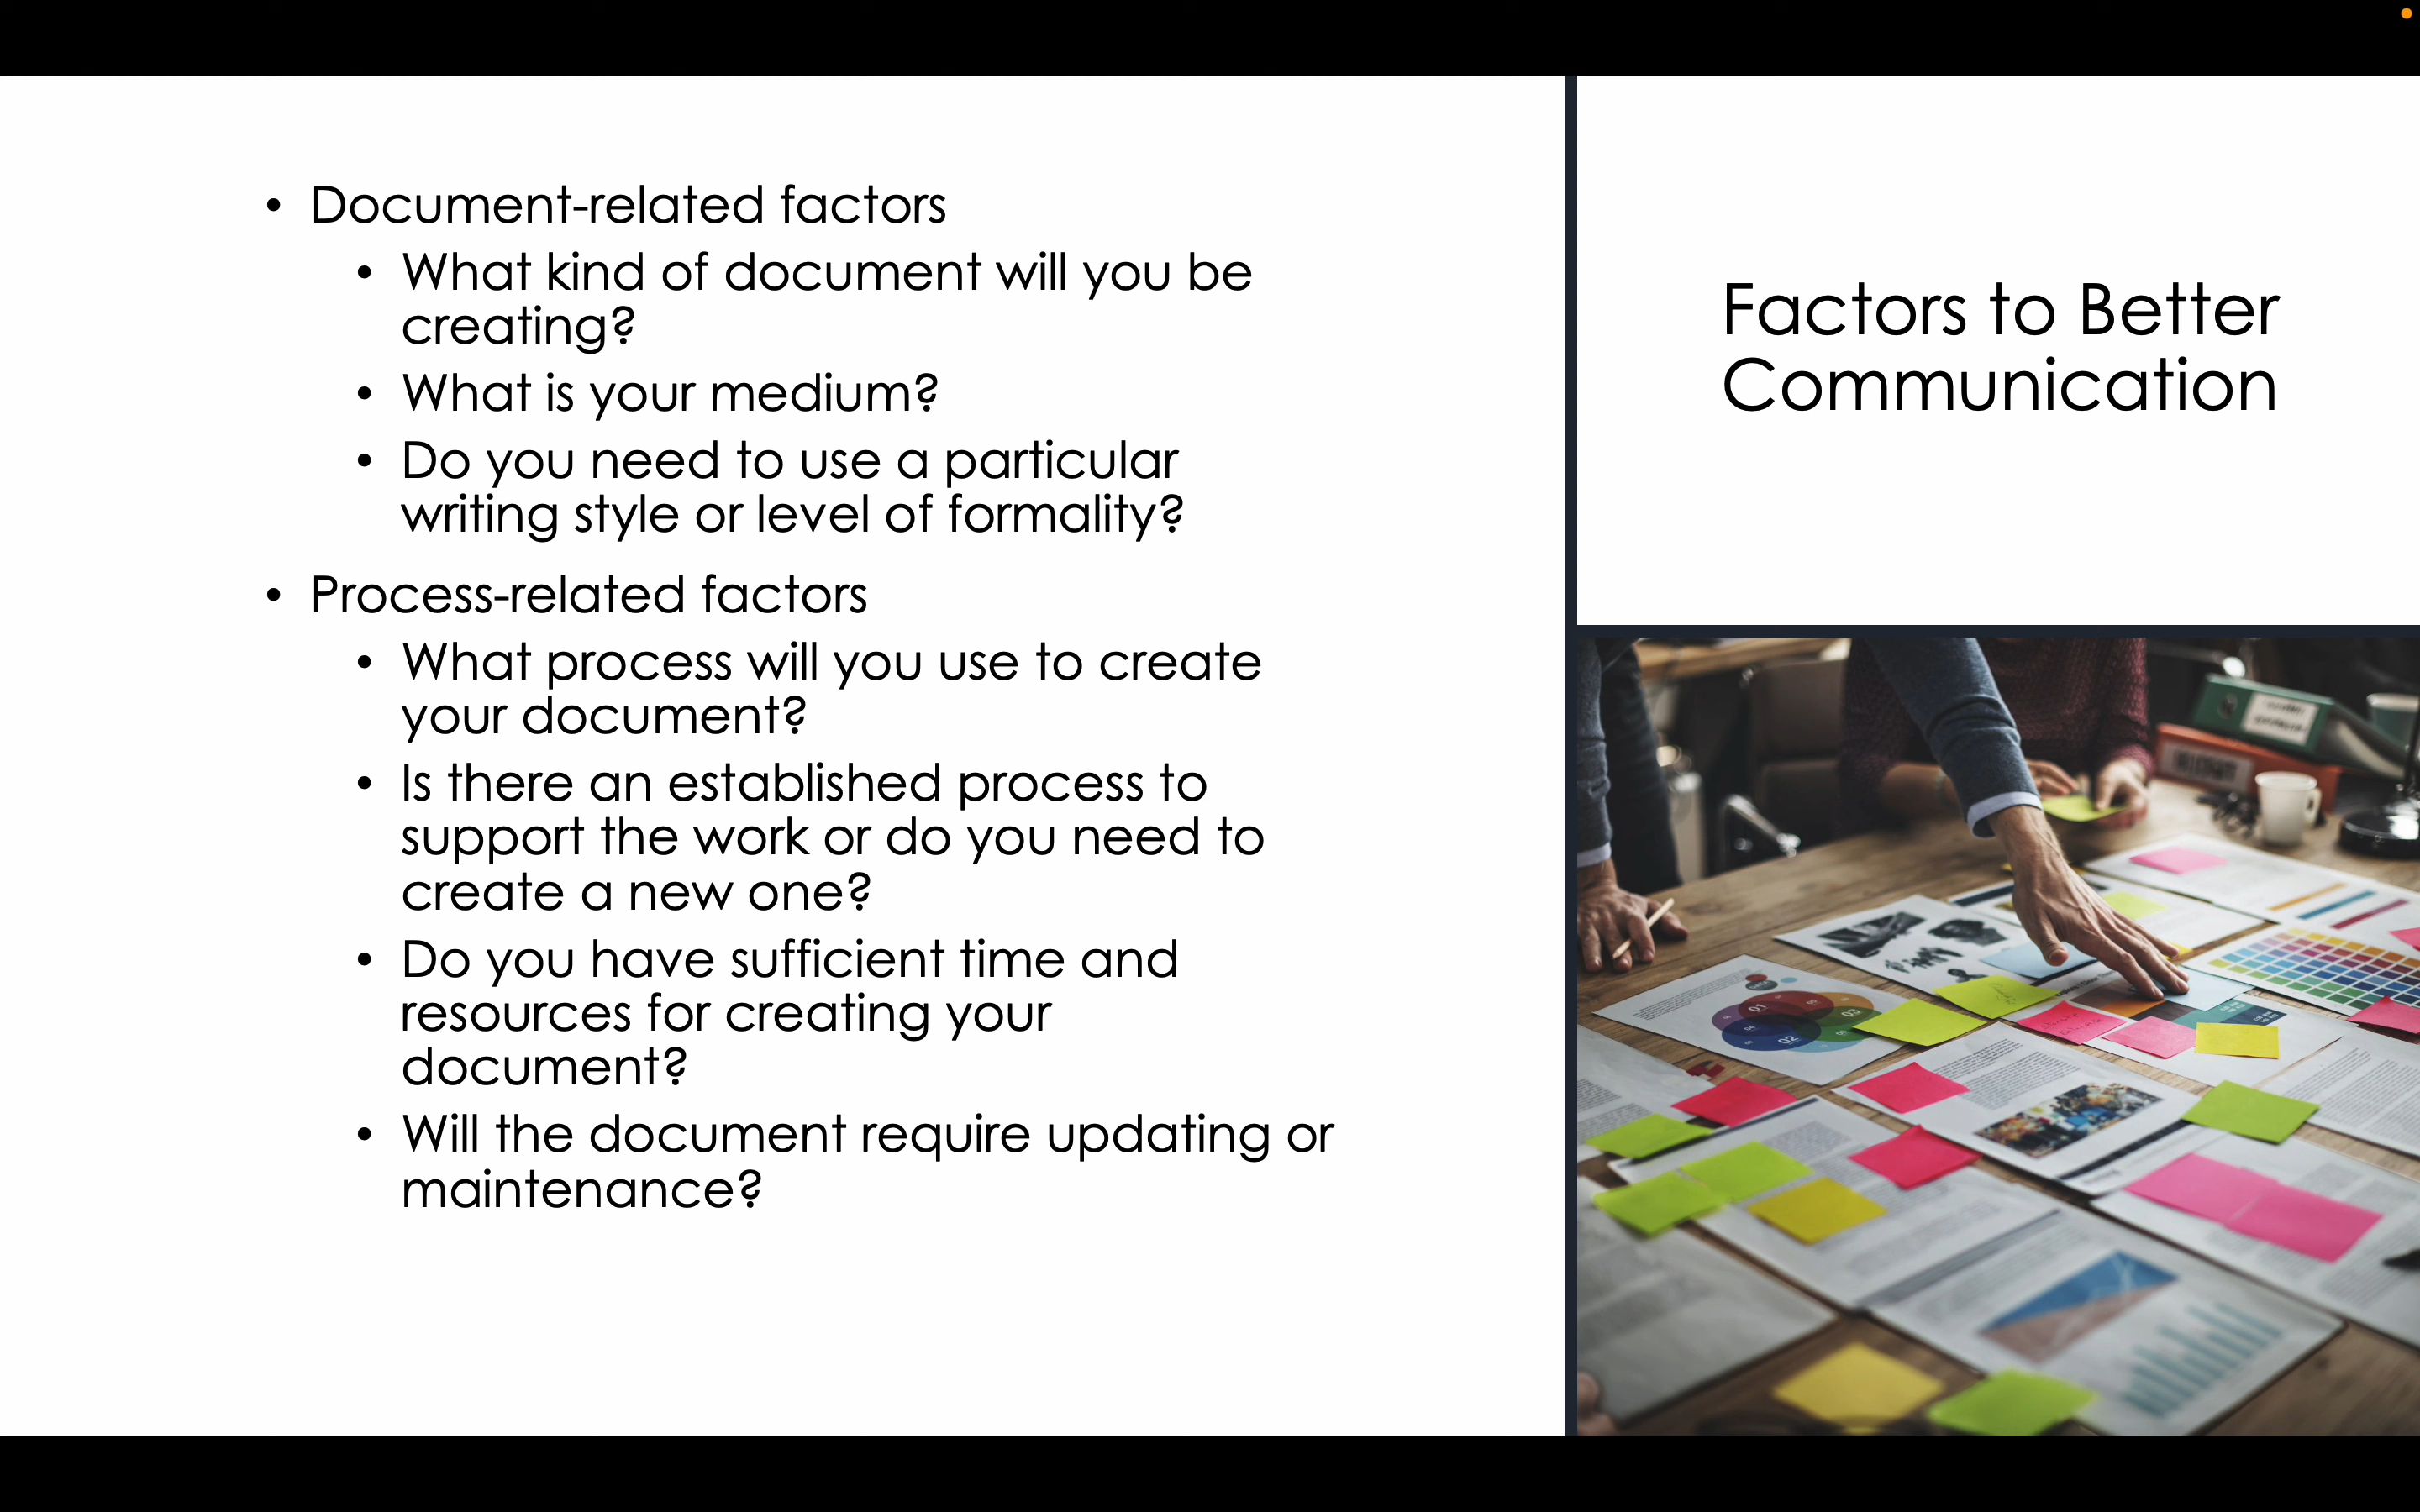 • Document-related factors
• What kind of document will you be
creating?
• What is your medium?
• Do you need to use a particular
writing style or level of formality?
• Process-related factors
• What process will you use to create
your document?
• Is there an established process to
support the work or do you need to
create a new one?
• Do you have sufficient time and
resources for creating your
document?
• Will the document require updating or
maintenance?
Factors to Better
Communication
01
03
02